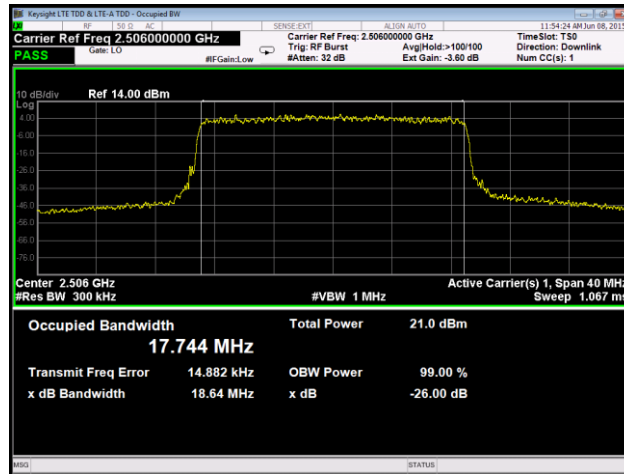 Keysight LTE TDD & LTE-A TDD - Occupied BW
RF 50 Ω AC SENSE:EXT ALIGN AUTO 11:54:24 AM Jun 08, 2015
Carrier Ref Freq 2.506000000 GHz Carrier Ref Freq: 2.506000000 GHz TimeSlot: TS0
PASS Gate: LO Trig: RF Burst Avg|Hold:>100/100 Direction: Downlink
#IFGain:Low #Atten: 32 dB Ext Gain: -3.60 dB Num CC(s): 1
10 dB/div Ref 14.00 dBm
Log
4.00
-6.00
-16.0
-26.0
-36.0
-46.0
-56.0
-66.0
-76.0
Center 2.506 GHz Active Carrier(s) 1, Span 40 MHz
#Res BW 300 kHz #VBW 1 MHz Sweep 1.067 ms
Occupied Bandwidth Total Power 21.0 dBm
17.744 MHz
Transmit Freq Error 14.882 kHz OBW Power 99.00 %
x dB Bandwidth 18.64 MHz x dB -26.00 dB
MSG STATUS